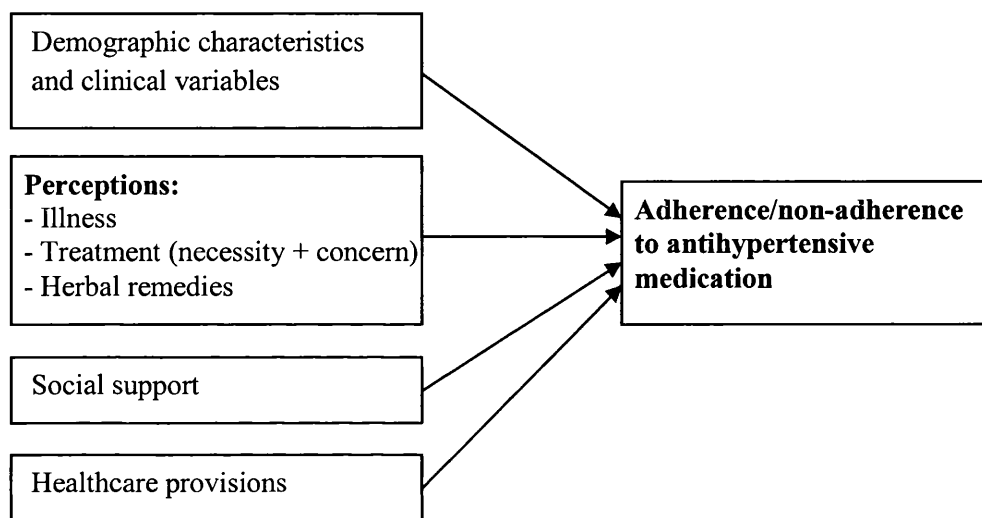 Demographic characteristics
and clinical variables
Perceptions:
- Illness
- Treatment (necessity + concern)
- Herbal remedies
Social support
Healthcare provisions
Adherence/non-adherence
to antihypertensive
medication